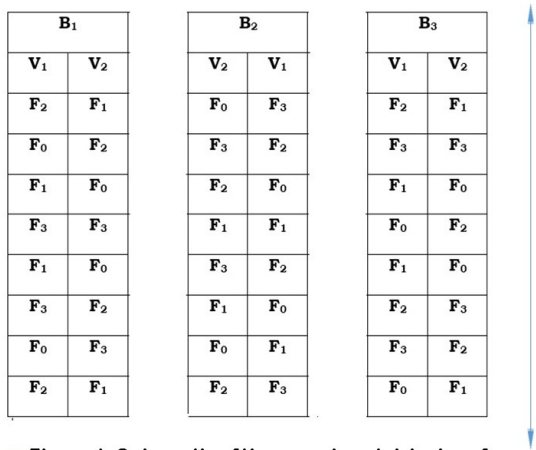 B₁ B₂ B₃
V₁ V₂ V₂ V₁ V₁ V₂
F₂ F₁ F₀ F₃ F₂ F₁
F₀ F₂ F₃ F₂ F₃ F₃
F₁ F₀ F₂ F₀ F₁ F₀
F₃ F₃ F₁ F₁ F₀ F₂
F₁ F₀ F₃ F₂ F₁ F₀
F₃ F₂ F₁ F₀ F₂ F₃
F₀ F₃ F₀ F₁ F₃ F₂
F₂ F₁ F₂ F₃ F₀ F₁